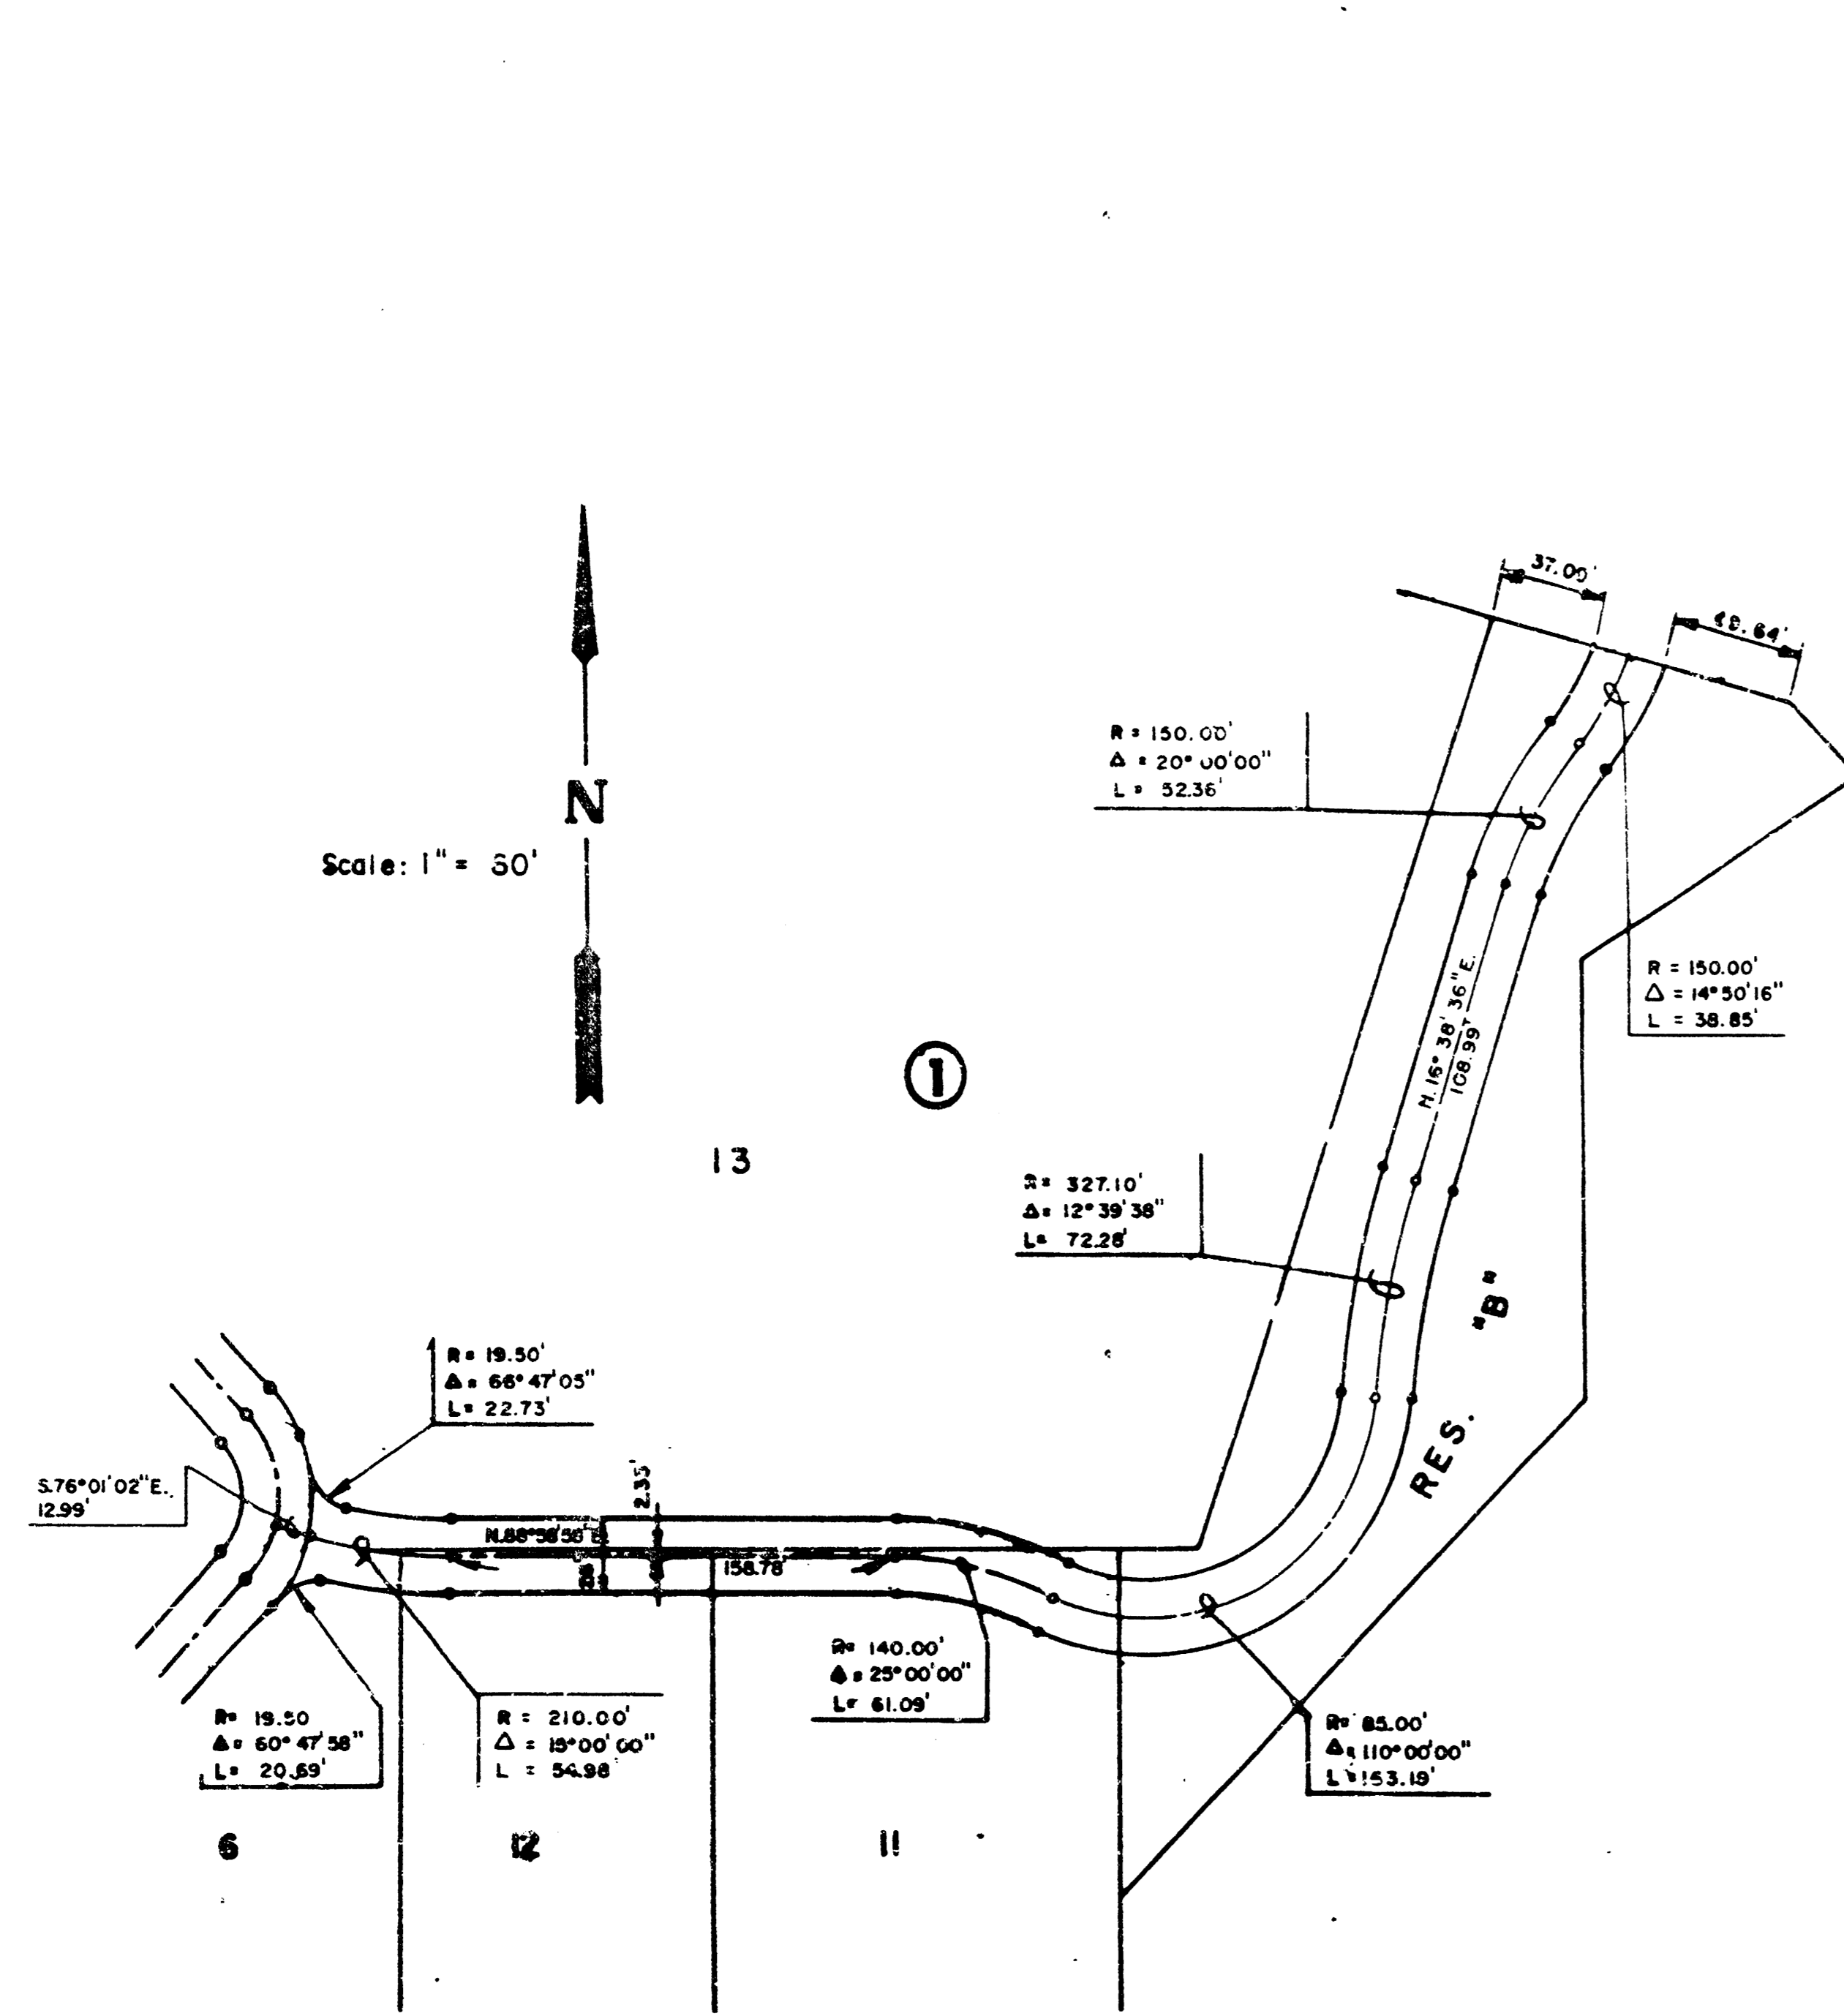 37.00'
R = 150.00'
Δ = 20° 00'00"
L = 52.36'
N
Scale: 1" =
R = 150.00'
Δ = 14°50'16"
L = 38.85'
N. 16° 38' 36" E.
108.99'
1
13
R = 327.10'
Δ = 12°39'38"
L = 72.28'
"B"
RES.
R = 19.50'
Δ = 66°47'05"
L = 22.73'
S.76°01'02"E.
12.99'
2.35'
158.78'
R = 140.00'
Δ = 25°00'00"
L = 61.09'
R = 19.50
Δ = 60°47'58"
L = 20.69'
R = 210.00'
Δ = 15°00'00"
L = 54.98'
R = 85.00'
Δ = 110°00'00"
L = 153.19'
6
12
11